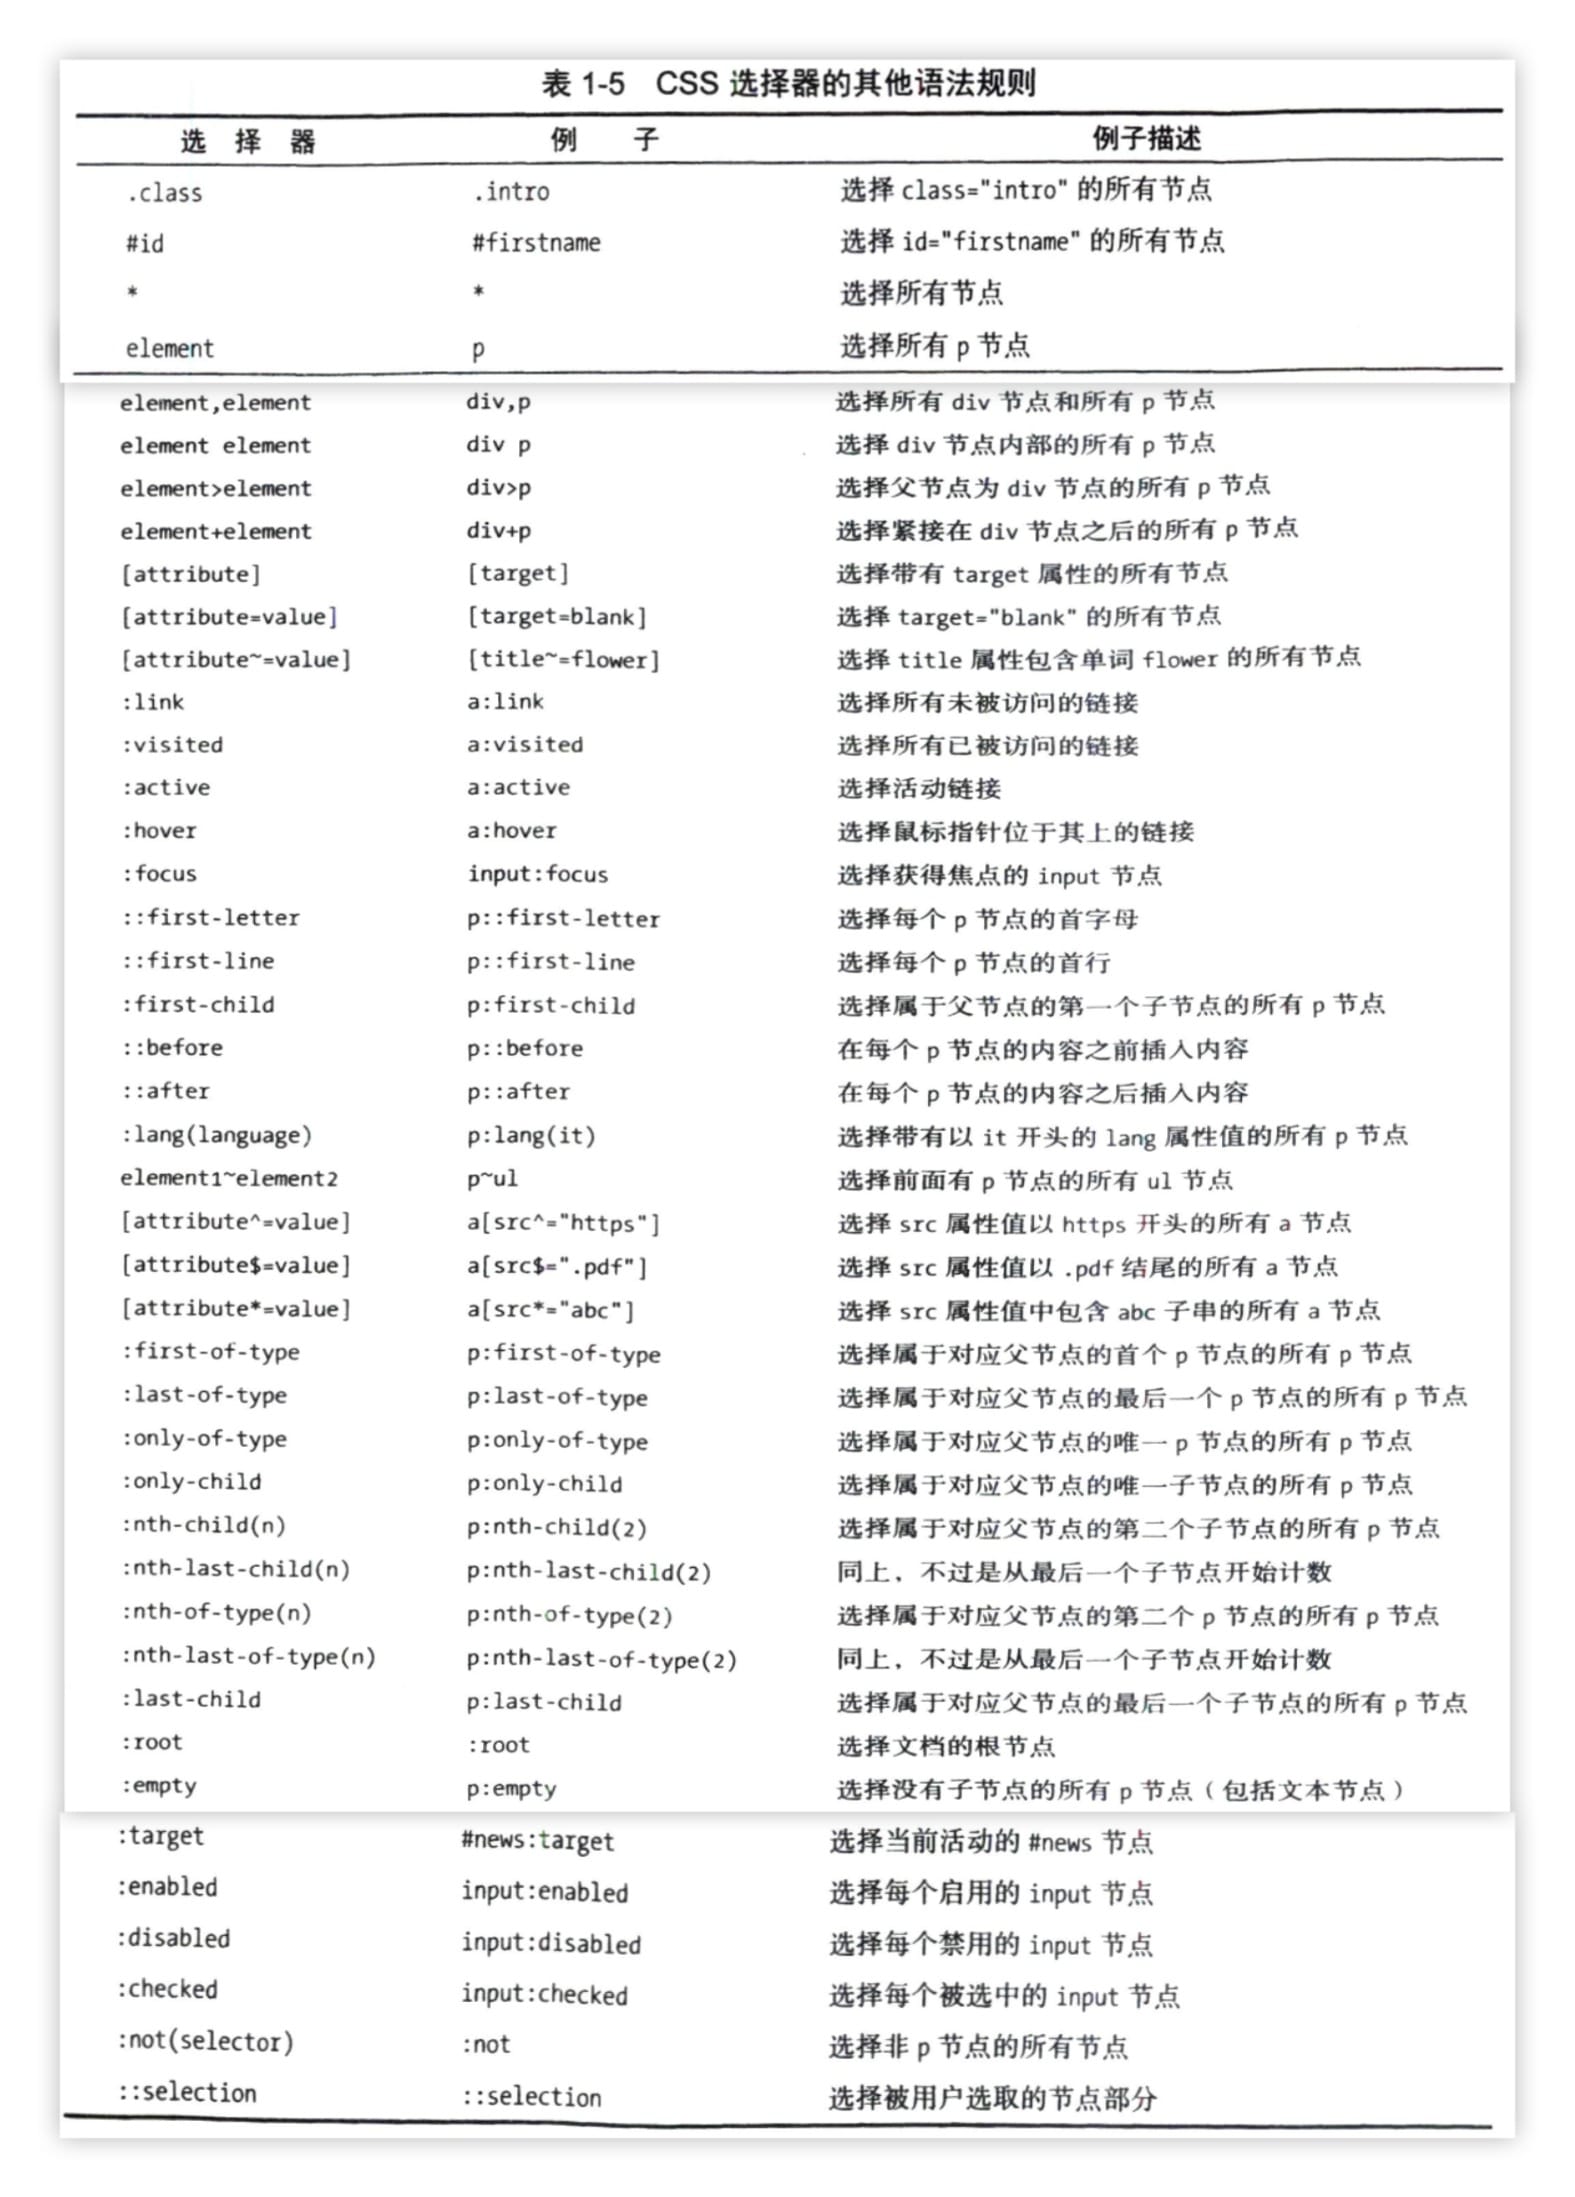 表 1-5 CSS 选择器的其他语法规则
选 择 器 例 子 例子描述
.class .intro 选择 class="intro" 的所有节点
#id #firstname 选择 id="firstname" 的所有节点
* * 选择所有节点
element p 选择所有 p 节点
element,element div,p 选择所有 div 节点和所有 p 节点
element element div p 选择 div 节点内部的所有 p 节点
element>element div>p 选择父节点为 div 节点的所有 p 节点
element+element div+p 选择紧接在 div 节点之后的所有 p 节点
[attribute] [target] 选择带有 target 属性的所有节点
[attribute=value] [target=blank] 选择 target="blank" 的所有节点
[attribute~=value] [title~=flower] 选择 title 属性包含单词 flower 的所有节点
:link a:link 选择所有未被访问的链接
:visited a:visited 选择所有已被访问的链接
:active a:active 选择活动链接
:hover a:hover 选择鼠标指针位于其上的链接
:focus input:focus 选择获得焦点的 input 节点
::first-letter p::first-letter 选择每个 p 节点的首字母
::first-line p::first-line 选择每个 p 节点的首行
:first-child p:first-child 选择属于父节点的第一个子节点的所有 p 节点
::before p::before 在每个 p 节点的内容之前插入内容
::after p::after 在每个 p 节点的内容之后插入内容
:lang(language) p:lang(it) 选择带有以 it 开头的 lang 属性值的所有 p 节点
element1~element2 p~ul 选择前面有 p 节点的所有 ul 节点
[attribute^=value] a[src^="https"] 选择 src 属性值以 https 开头的所有 a 节点
[attribute$=value] a[src$=".pdf"] 选择 src 属性值以 .pdf 结尾的所有 a 节点
[attribute*=value] a[src*="abc"] 选择 src 属性值中包含 abc 子串的所有 a 节点
:first-of-type p:first-of-type 选择属于对应父节点的首个 p 节点的所有 p 节点
:last-of-type p:last-of-type 选择属于对应父节点的最后一个 p 节点的所有 p 节点
:only-of-type p:only-of-type 选择属于对应父节点的唯一 p 节点的所有 p 节点
:only-child p:only-child 选择属于对应父节点的唯一子节点的所有 p 节点
:nth-child(n) p:nth-child(2) 选择属于对应父节点的第二个子节点的所有 p 节点
:nth-last-child(n) p:nth-last-child(2) 同上，不过是从最后一个子节点开始计数
:nth-of-type(n) p:nth-of-type(2) 选择属于对应父节点的第二个 p 节点的所有 p 节点
:nth-last-of-type(n) p:nth-last-of-type(2) 同上，不过是从最后一个子节点开始计数
:last-child p:last-child 选择属于对应父节点的最后一个子节点的所有 p 节点
:root :root 选择文档的根节点
:empty p:empty 选择没有子节点的所有 p 节点（包括文本节点）
:target #news:target 选择当前活动的 #news 节点
:enabled input:enabled 选择每个启用的 input 节点
:disabled input:disabled 选择每个禁用的 input 节点
:checked input:checked 选择每个被选中的 input 节点
:not(selector) :not 选择非 p 节点的所有节点
::selection ::selection 选择被用户选取的节点部分